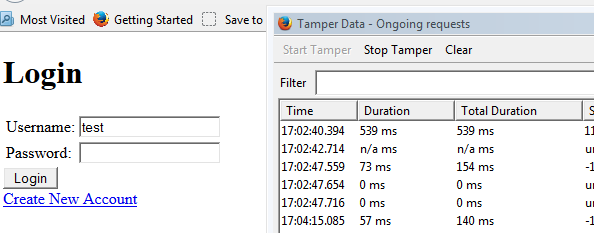 Most Visited Getting Started Save to
Login
Username: test
Password:
Login
Create New Account
Tamper Data - Ongoing requests
Start Tamper Stop Tamper Clear
Filter
Time Duration Total Duration S
17:02:40.394 539 ms 539 ms 11
17:02:42.714 n/a ms n/a ms ur
17:02:47.559 73 ms 154 ms -1
17:02:47.654 0 ms 0 ms ur
17:02:47.716 0 ms 0 ms ur
17:04:15.085 57 ms 140 ms -1